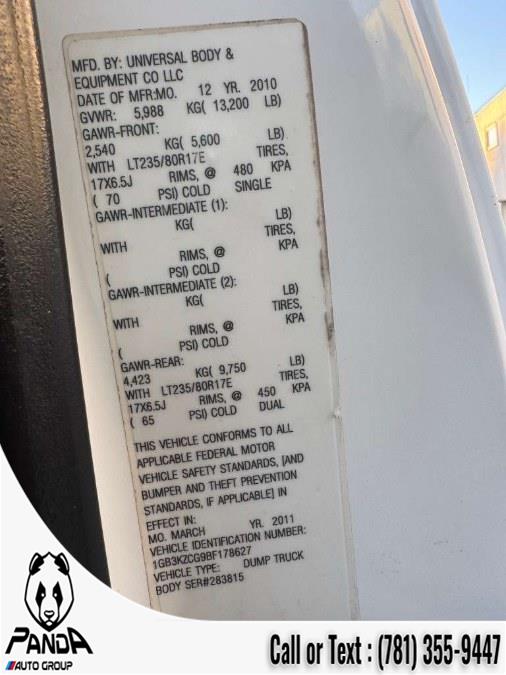 MFD. BY: UNIVERSAL BODY &
EQUIPMENT CO LLC
DATE OF MFR:MO. 12 YR. 2010
GVWR: 5,988 KG( 13,200 LB)
GAWR-FRONT:
2,540 KG( 5,600 LB)
WITH LT235/80R17E TIRES,
17X6.5J RIMS, @ 480 KPA
( 70 PSI) COLD SINGLE
GAWR-INTERMEDIATE (1):
KG( LB)
WITH TIRES,
RIMS, @ KPA
( PSI) COLD
GAWR-INTERMEDIATE (2):
KG( LB)
WITH TIRES,
RIMS, @ KPA
( PSI) COLD
GAWR-REAR:
4,423 KG( 9,750 LB)
WITH LT235/80R17E TIRES,
17X6.5J RIMS, @ 450 KPA
( 65 PSI) COLD DUAL
THIS VEHICLE CONFORMS TO ALL
APPLICABLE FEDERAL MOTOR
VEHICLE SAFETY STANDARDS, [AND
BUMPER AND THEFT PREVENTION
STANDARDS, IF APPLICABLE] IN
EFFECT IN:
MO. MARCH YR. 2011
VEHICLE IDENTIFICATION NUMBER:
1GB3KZCG9BF178627
VEHICLE TYPE: DUMP TRUCK
BODY SER#283815
PANDA
AUTO GROUP
Call or Text : (781) 355-9447